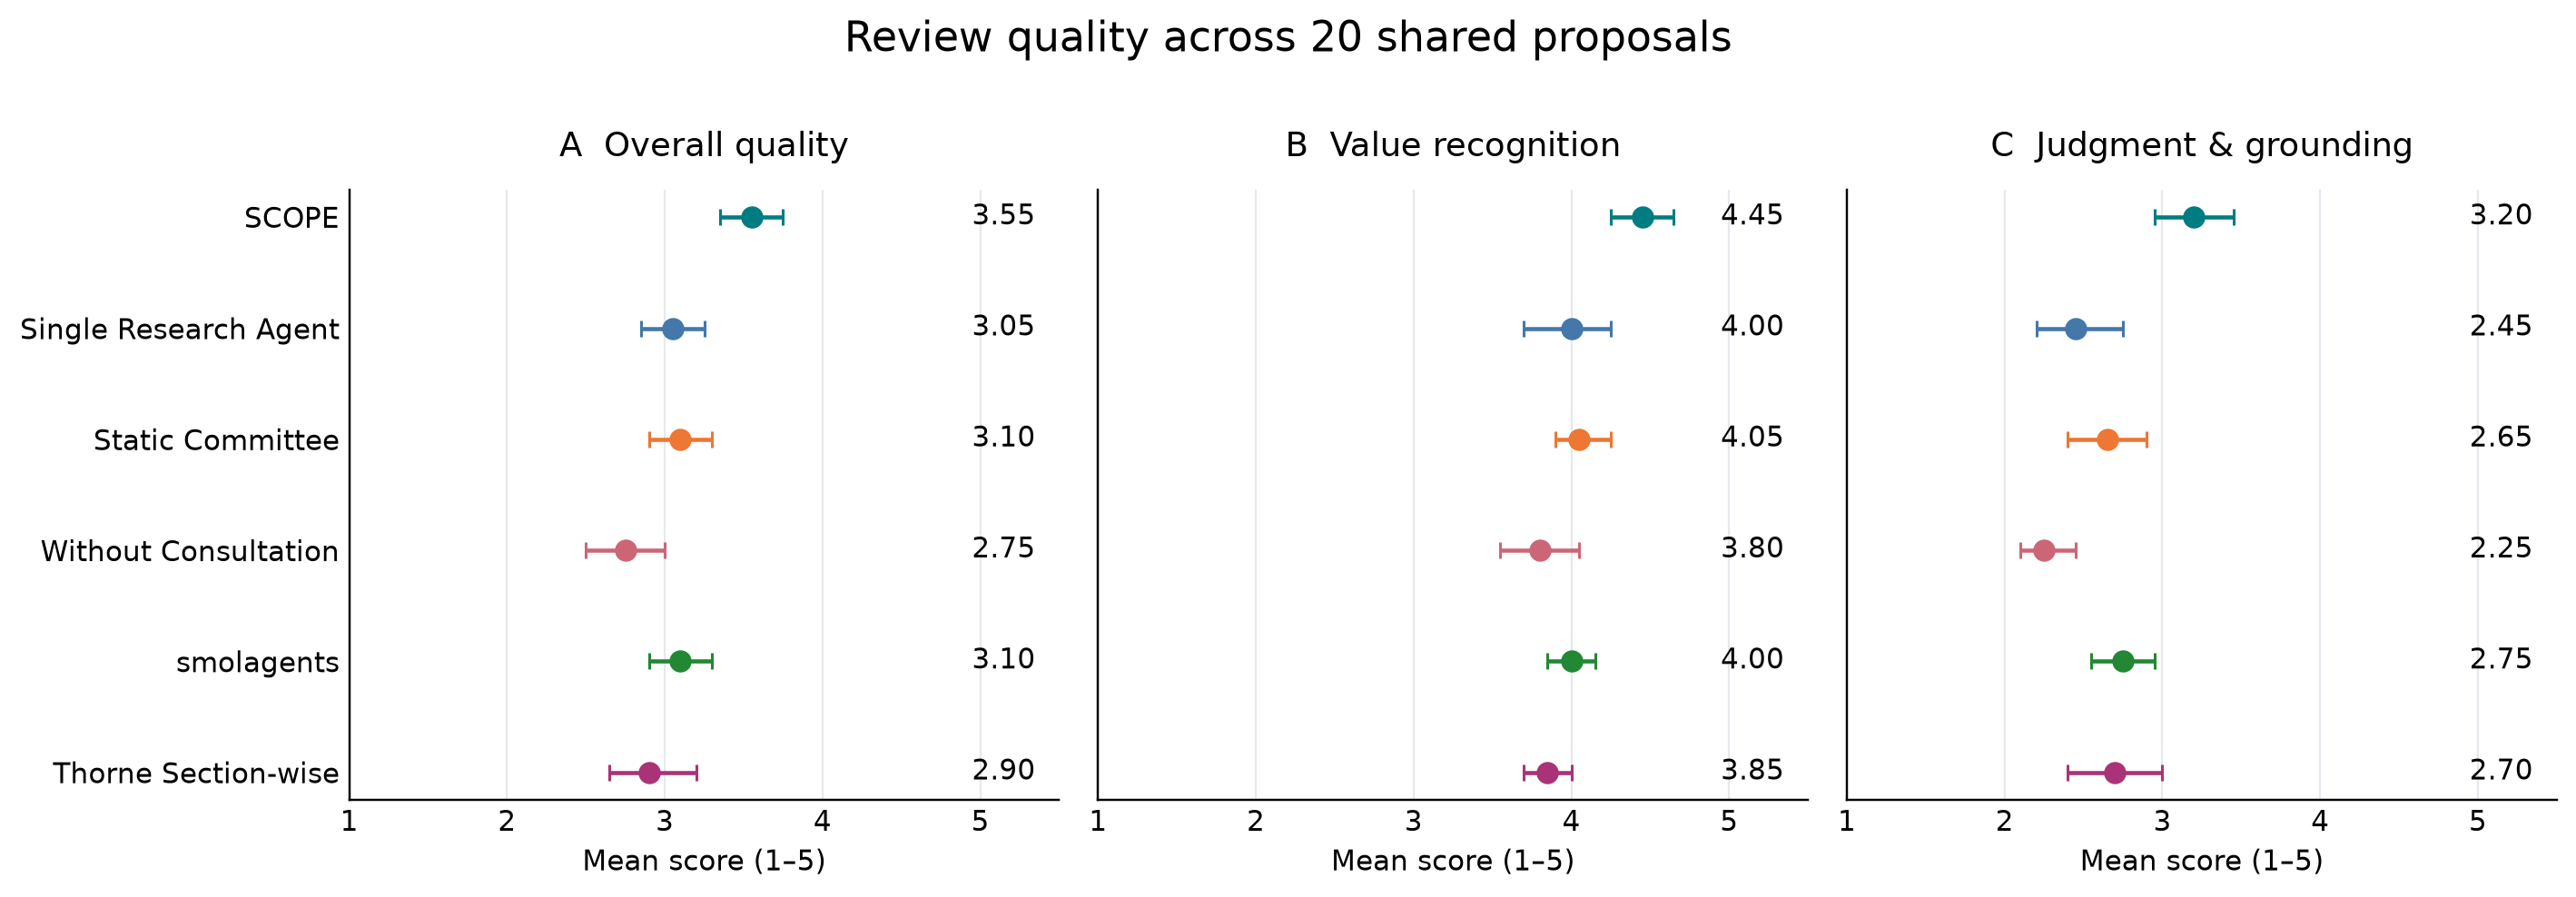 Review quality across 20 shared proposals
A Overall quality
B Value recognition
C Judgment & grounding
SCOPE
3.55
4.45
3.20
Single Research Agent
3.05
4.00
2.45
Static Committee
3.10
4.05
2.65
Without Consultation
2.75
3.80
2.25
smolagents
3.10
4.00
2.75
Thorne Section-wise
2.90
3.85
2.70
1 2 3 4 5
1 2 3 4 5
1 2 3 4 5
Mean score (1–5)
Mean score (1–5)
Mean score (1–5)